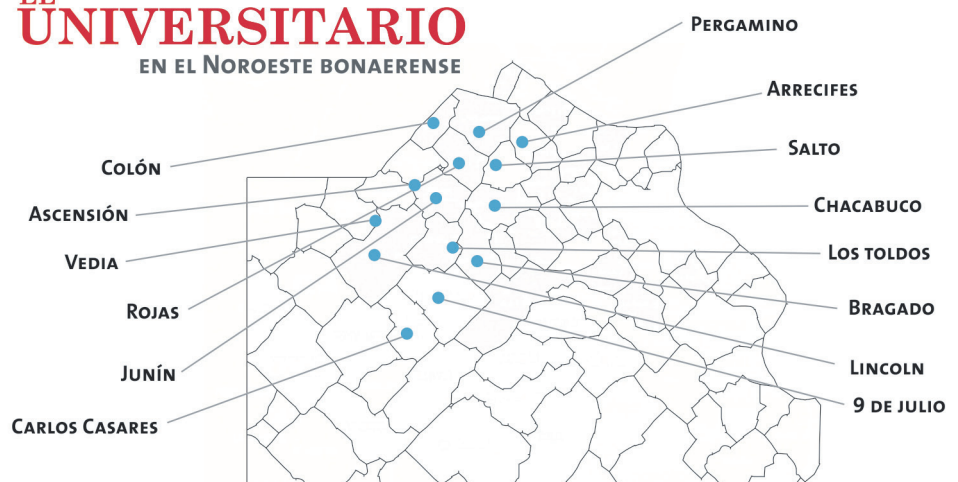 EL
UNIVERSITARIO
EN EL NOROESTE BONAERENSE
PERGAMINO
ARRECIFES
SALTO
CHACABUCO
LOS TOLDOS
BRAGADO
LINCOLN
9 DE JULIO
COLÓN
ASCENSIÓN
VEDIA
ROJAS
JUNÍN
CARLOS CASARES